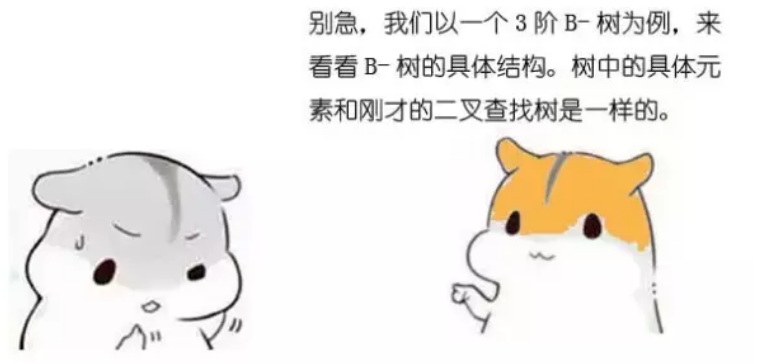 别急，我们以一个 3 阶 B- 树为例，来
看看 B- 树的具体结构。树中的具体元
素和刚才的二叉查找树是一样的。